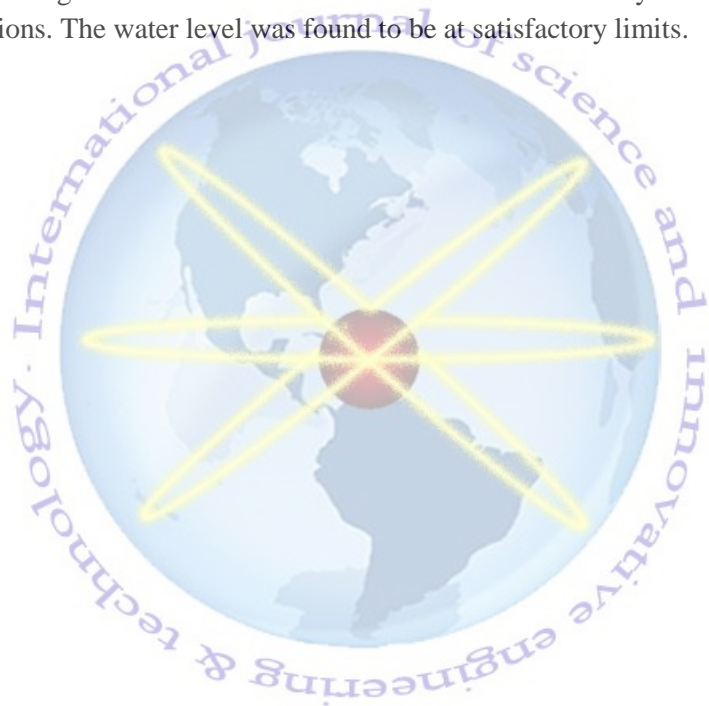 ions. The water level was found to be at satisfactory limits.
International journal of science and innovative engineering & technology.